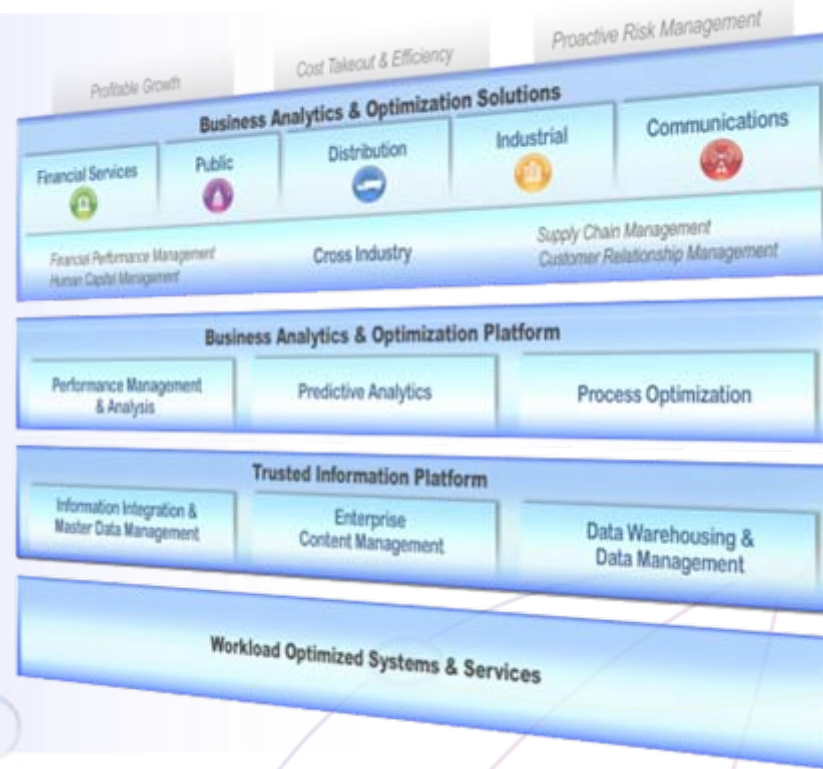 Profitable Growth
Cost Takeout & Efficiency
Proactive Risk Management
Business Analytics & Optimization Solutions
Financial Services
Public
Distribution
Industrial
Communications
Financial Performance Management
Human Capital Management
Cross Industry
Supply Chain Management
Customer Relationship Management
Business Analytics & Optimization Platform
Performance Management
& Analysis
Predictive Analytics
Process Optimization
Trusted Information Platform
Information Integration &
Master Data Management
Enterprise
Content Management
Data Warehousing &
Data Management
Workload Optimized Systems & Services